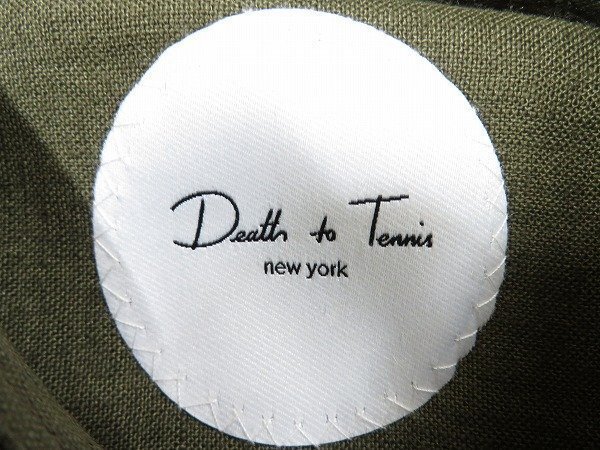 Death to Tennis
new york